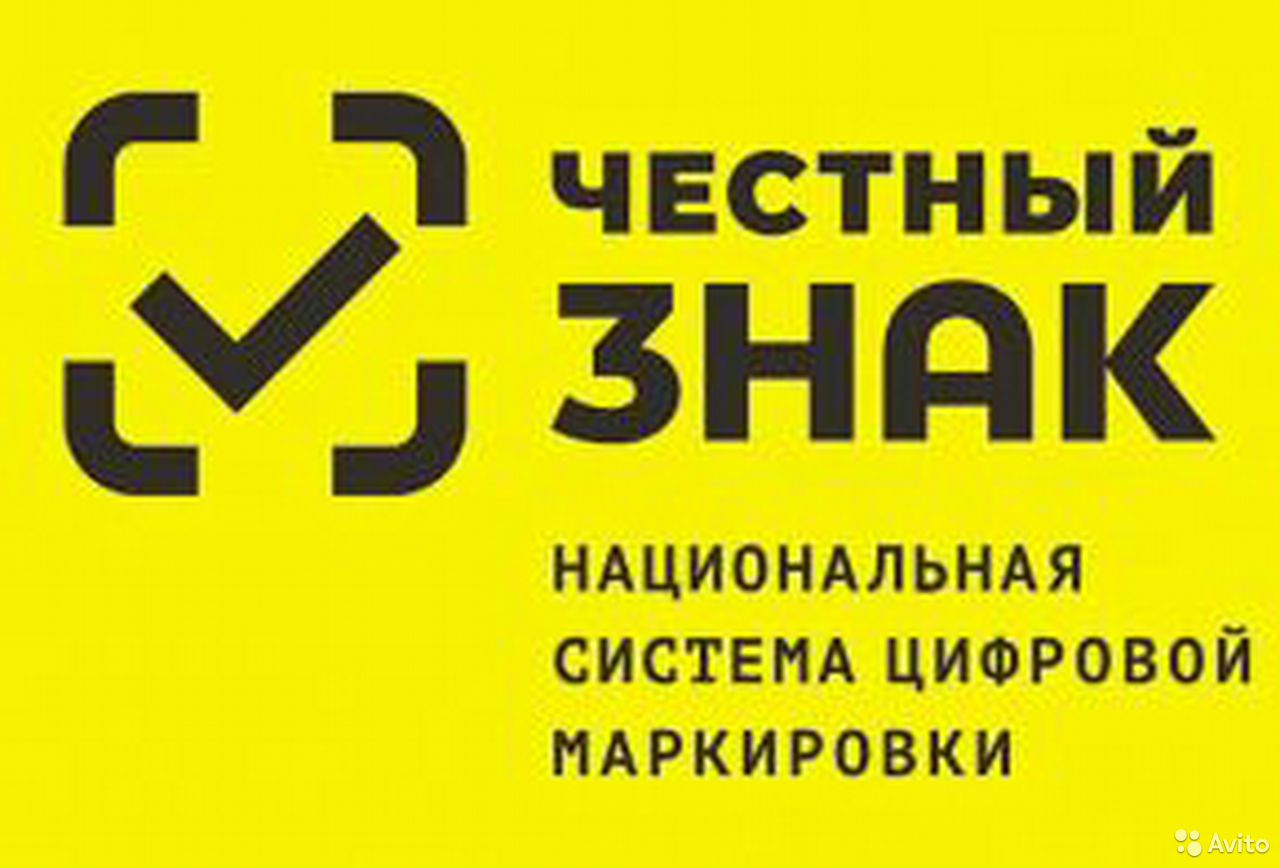 ЧЕСТНЫЙ
ЗНАК
НАЦИОНАЛЬНАЯ
СИСТЕМА ЦИФРОВОЙ
МАРКИРОВКИ
Avito